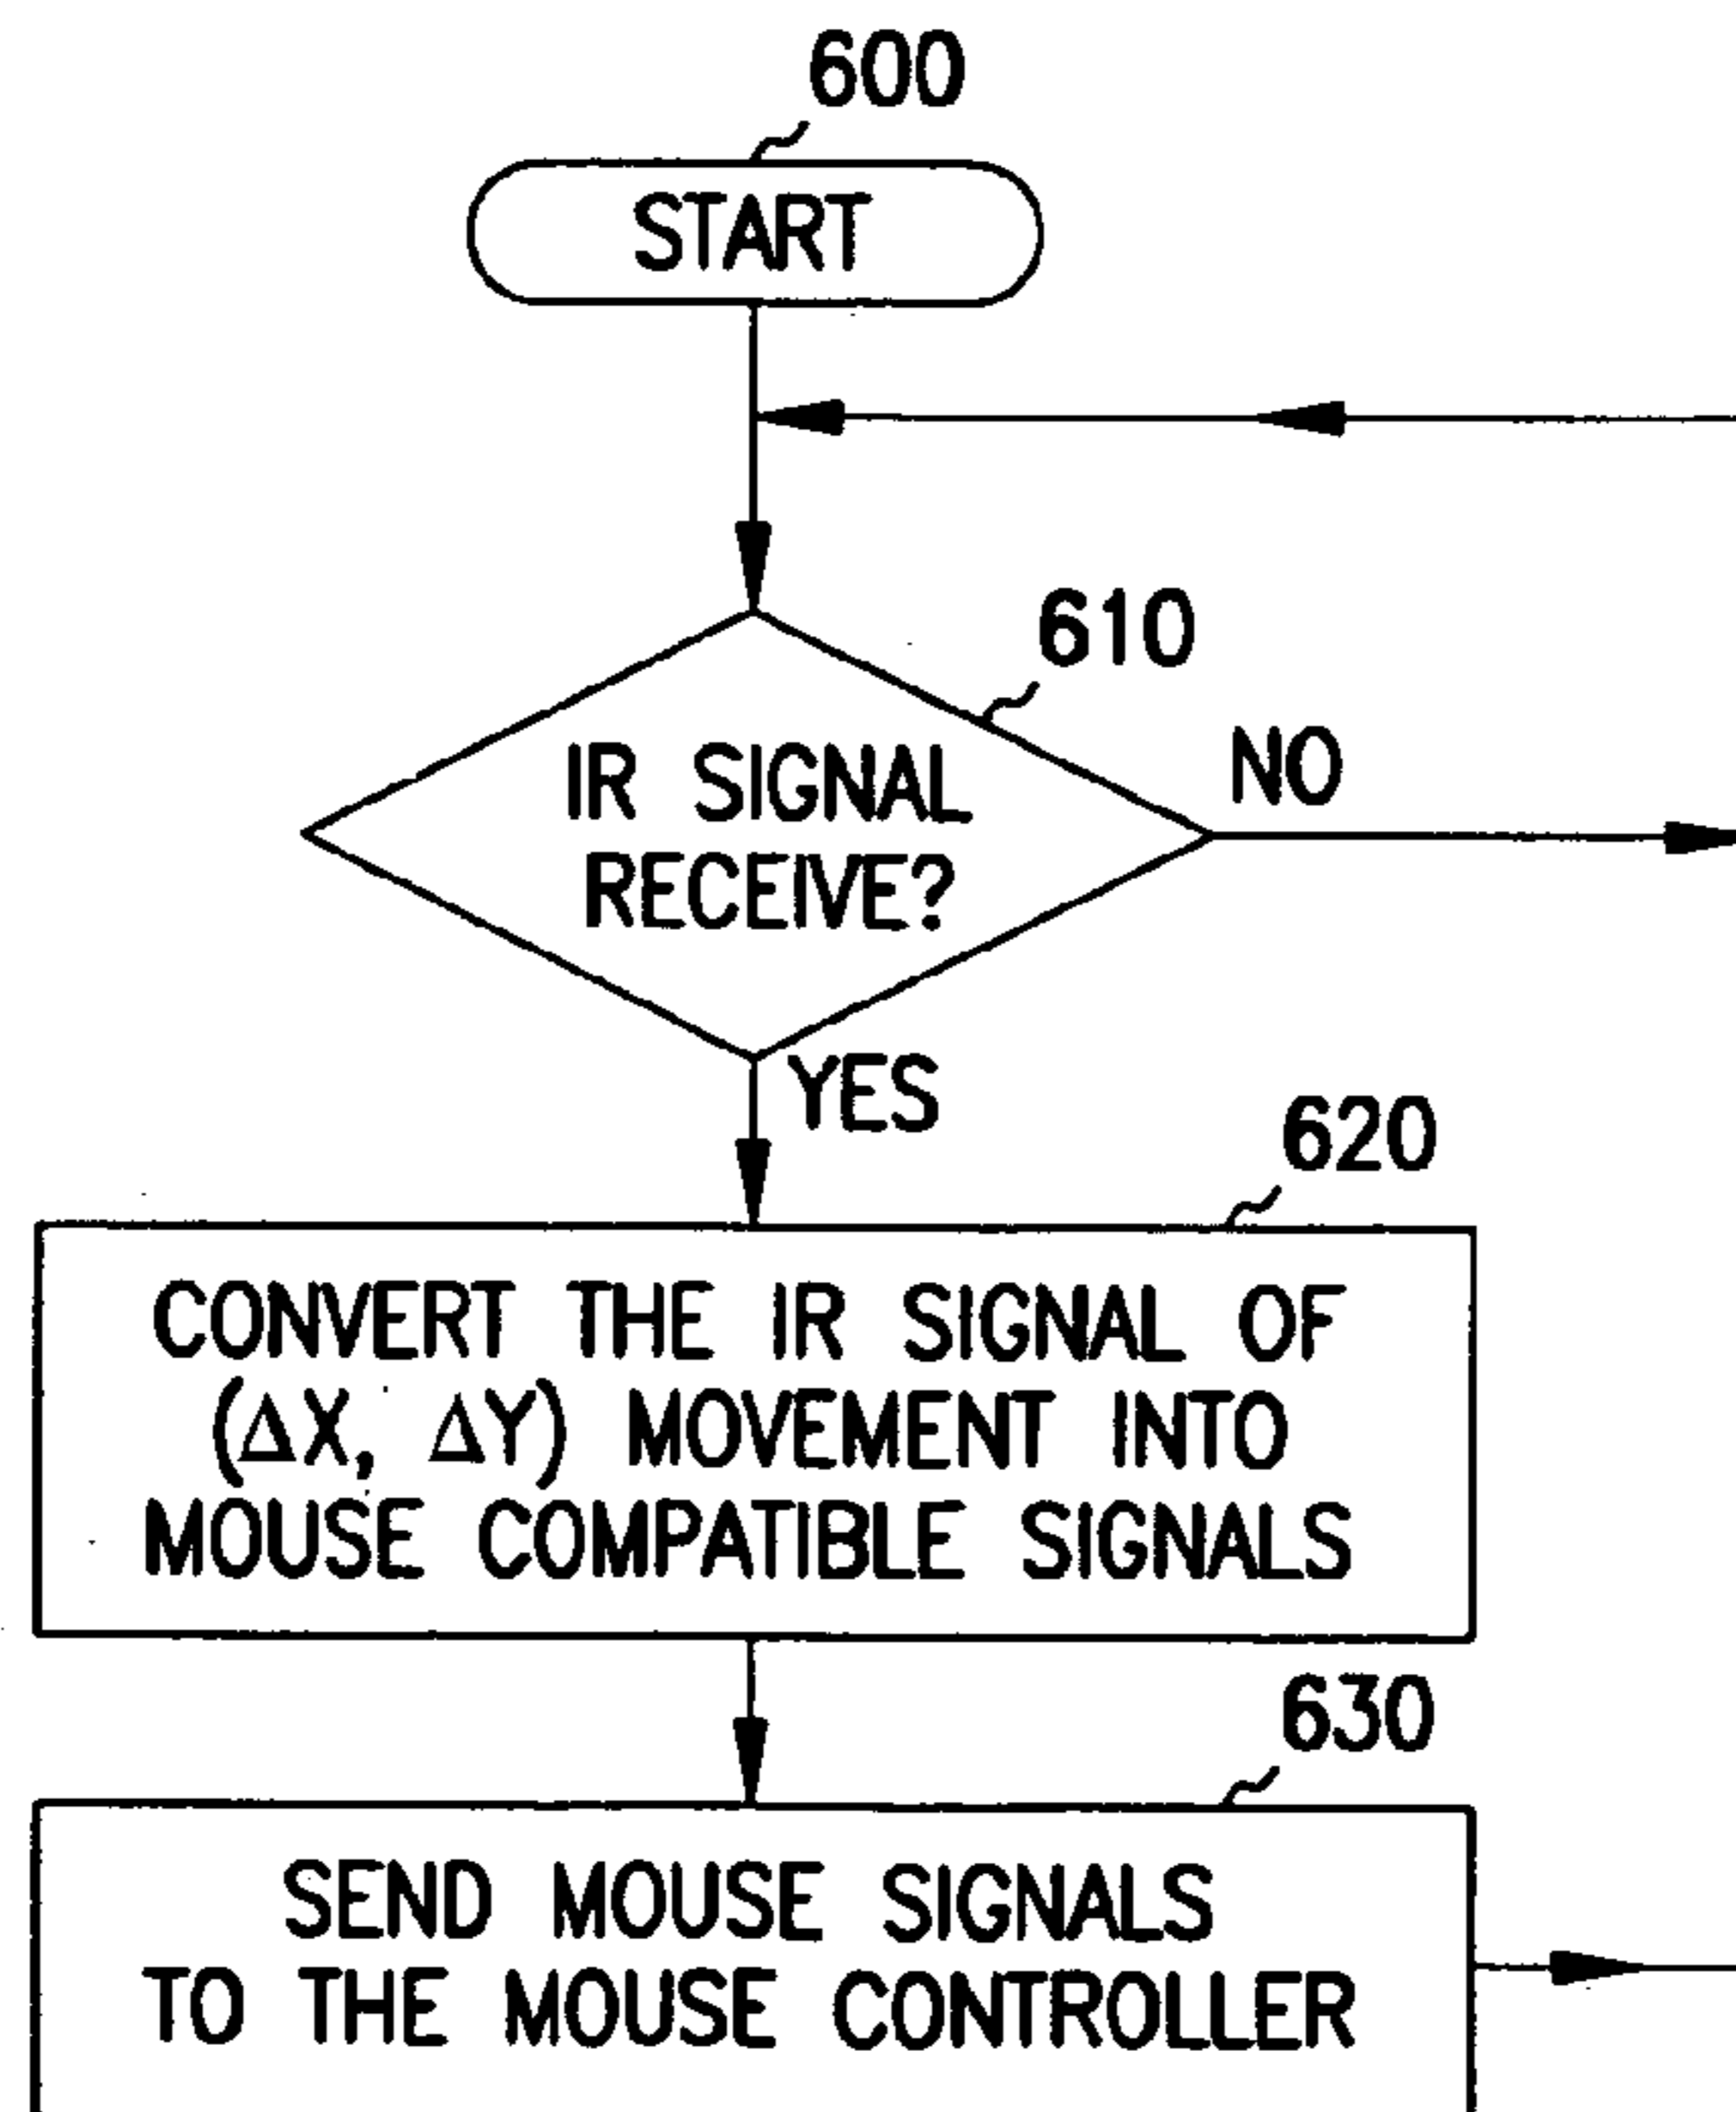 600
START
610
IR SIGNAL
RECEIVE?
NO
YES
620
CONVERT THE IR SIGNAL OF
(ΔX, ΔY) MOVEMENT INTO
MOUSE COMPATIBLE SIGNALS
630
SEND MOUSE SIGNALS
TO THE MOUSE CONTROLLER